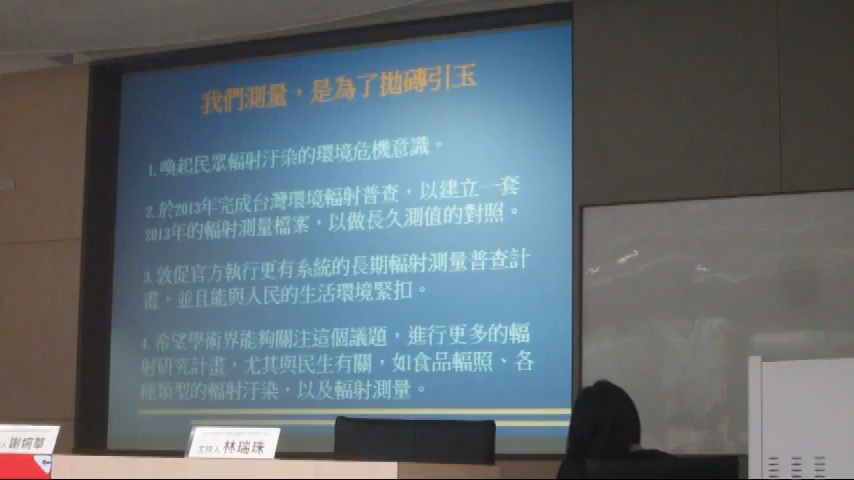 我們測量，是為了拋磚引玉
1.喚起民眾輻射汙染的環境危機意識。
2.於2013年完成台灣環境輻射普查，以建立一套
2013年的輻射測量檔案，以做長久測值的對照。
3.敦促官方執行更有系統的長期輻射測量普查計
畫，並且能與人民的生活環境緊扣。
4.希望學術界能夠關注這個議題，進行更多的輻
射研究計畫，尤其與民生有關，如食品輻照、各
種類型的輻射汙染，以及輻射測量。
主持人 林瑞珠